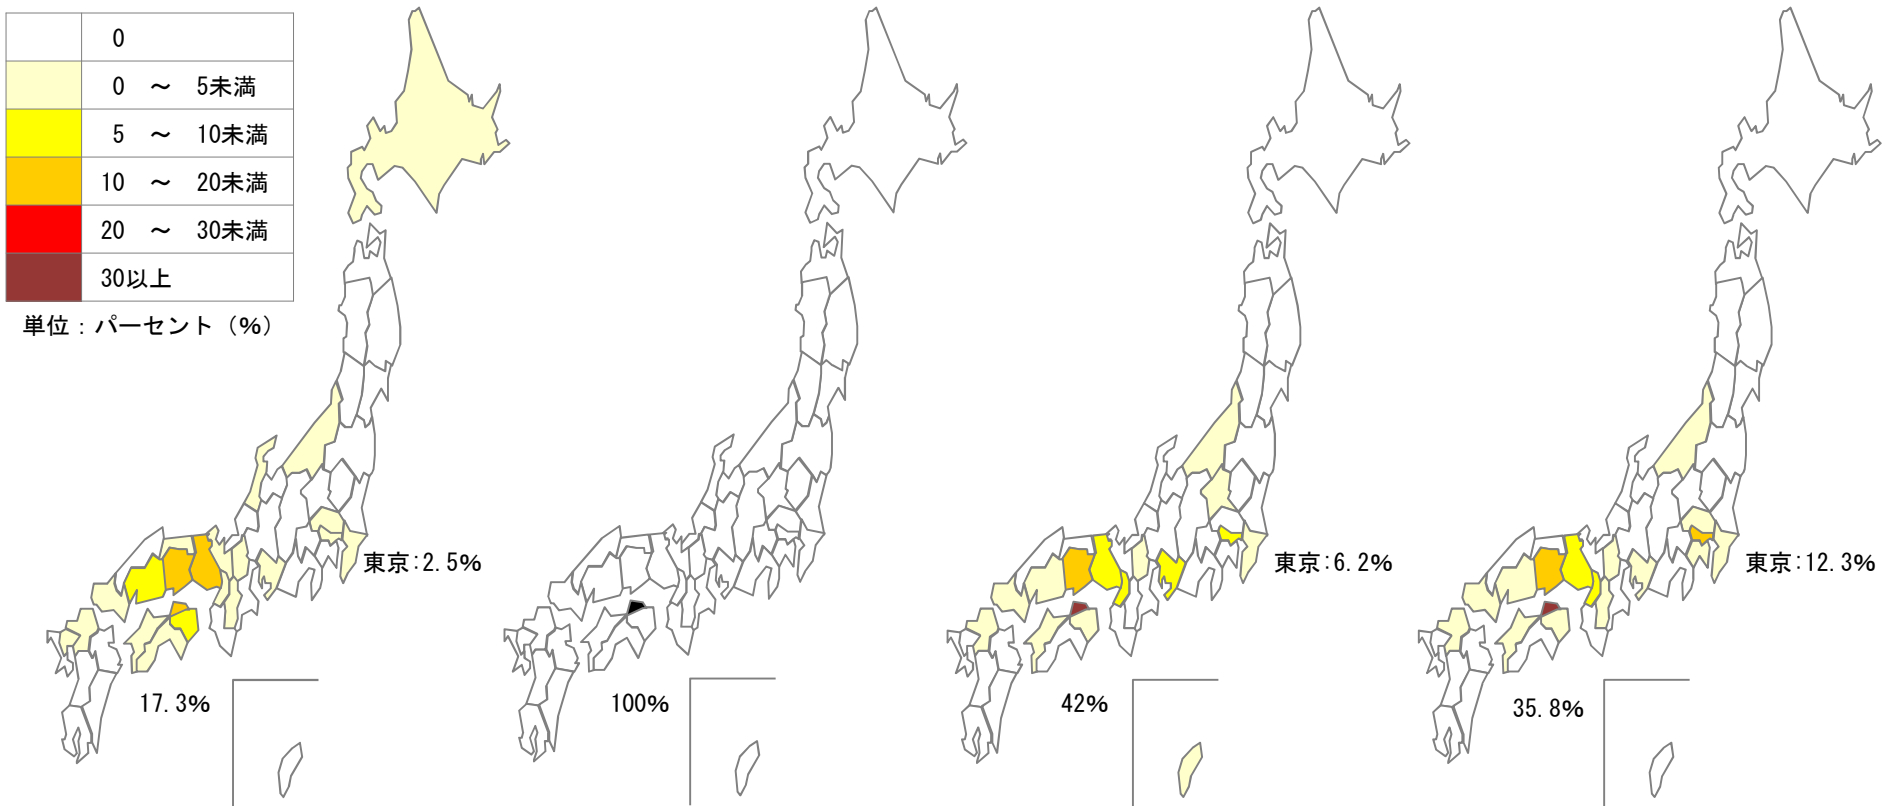 0
0 ~ 5未満
5 ~ 10未満
10 ~ 20未満
20 ~ 30未満
30以上
単位:パーセント(%)
東京:2.5%
東京:6.2%
東京:12.3%
17.3%
100%
42%
35.8%